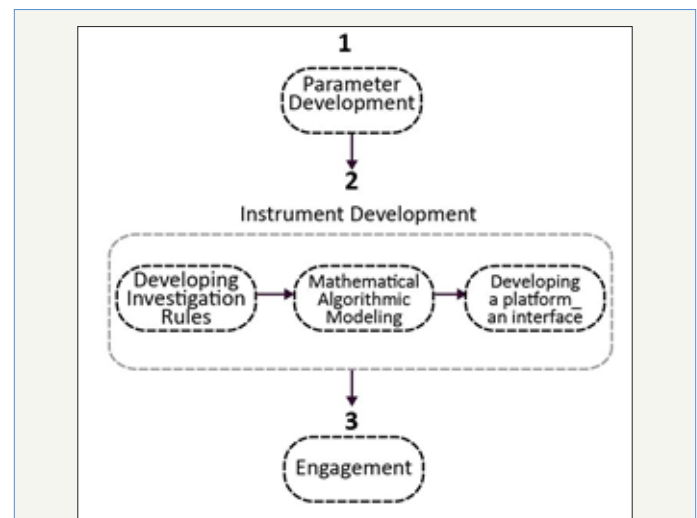 1
Parameter
Development
2
Instrument Development
Developing
Investigation
Rules
Mathematical
Algorithmic
Modeling
Developing
a platform_
an interface
3
Engagement